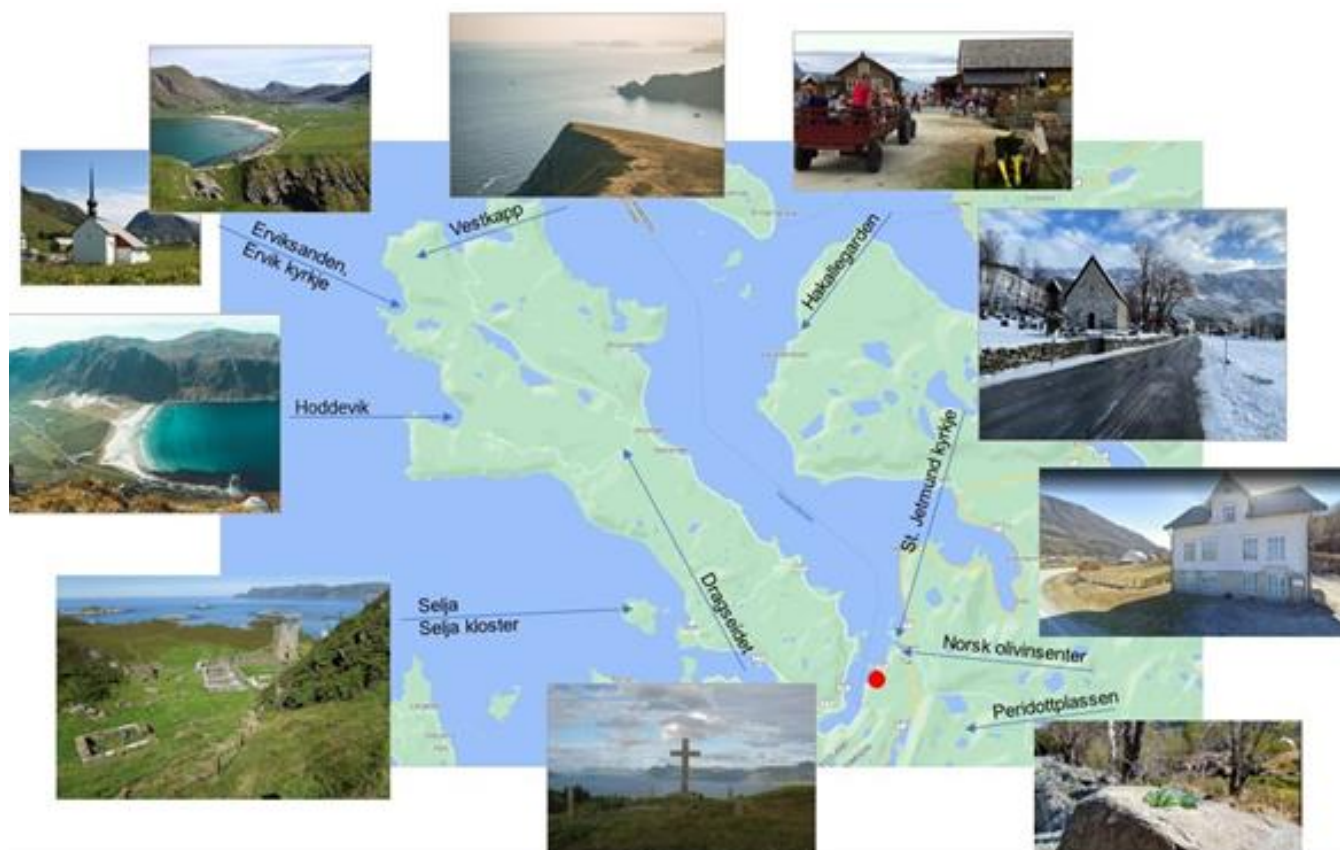 Vestkapp
Erviksanden,
Ervik kyrkje
Hakallegarden
Hoddevik
St. Jetmund kyrkje
Selja
Selja kloster
Dragseidet
Norsk olivinsenter
Peridottplassen